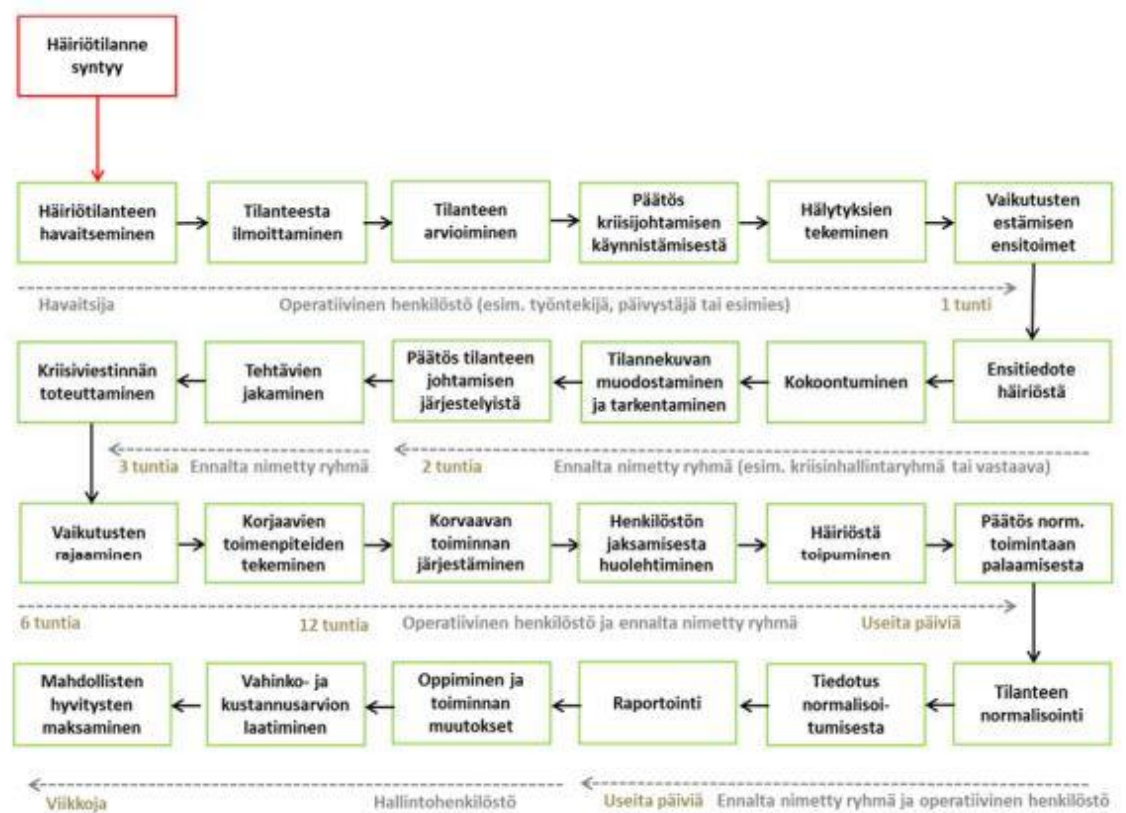 Häiriötilanne
syntyy
Häiriötilanteen
havaitseminen
Tilanteesta
ilmoittaminen
Tilanteen
arvioiminen
Päätös
kriisijohtamisen
käynnistämisestä
Hälytyksien
tekeminen
Vaikutusten
estämisen
ensitoimet
Havaitsija
Operatiivinen henkilöstö (esim. työntekijä, päivystäjä tai esimies)
1 tunti
Kriisiviestinnän
toteuttaminen
Tehtävien
jakaminen
Päätös tilanteen
johtamisen
järjestelyistä
Tilannekuvan
muodostaminen
ja tarkentaminen
Kokoontuminen
Ensitiedote
häiriöstä
3 tuntia
Ennalta nimetty ryhmä
2 tuntia
Ennalta nimetty ryhmä (esim. kriisinhallintaryhmä tai vastaava)
Vaikutusten
rajaaminen
Korjaavien
toimenpiteiden
tekeminen
Korvaavan
toiminnan
järjestäminen
Henkilöstön
jaksamisesta
huolehtiminen
Häiriöstä
toipuminen
Päätös norm.
toimintaan
palaamisesta
6 tuntia
12 tuntia
Operatiivinen henkilöstö ja ennalta nimetty ryhmä
Useita päiviä
Mahdollisten
hyvitysten
maksaminen
Vahinko- ja
kustannusarvion
laatiminen
Oppiminen ja
toiminnan
muutokset
Raportointi
Tiedotus
normalisoi-
tumisesta
Tilanteen
normalisointi
Viikkoja
Hallintohenkilöstö
Useita päiviä
Ennalta nimetty ryhmä ja operatiivinen henkilöstö